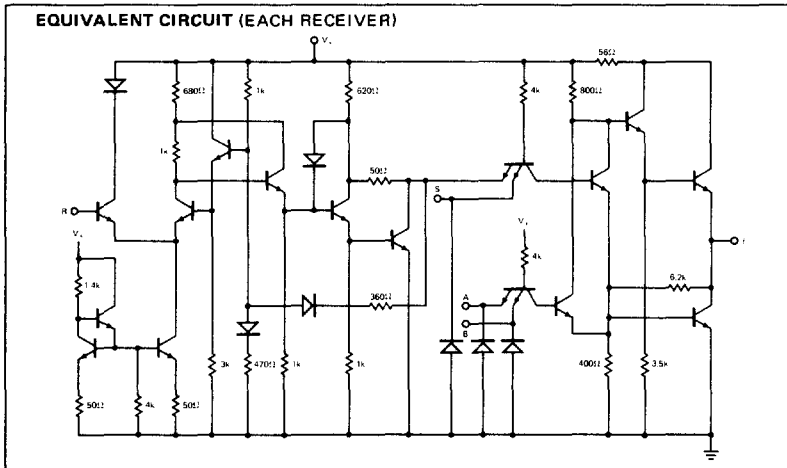 EQUIVALENT CIRCUIT (EACH RECEIVER)
V+
56Ω
680Ω
1k
620Ω
4k
800Ω
1k
50Ω
S
R
V+
V+
4k
1.4k
A
6.2k
360Ω
B
3k
470Ω
1k
1k
400Ω
3.5k
50Ω
4k
50Ω